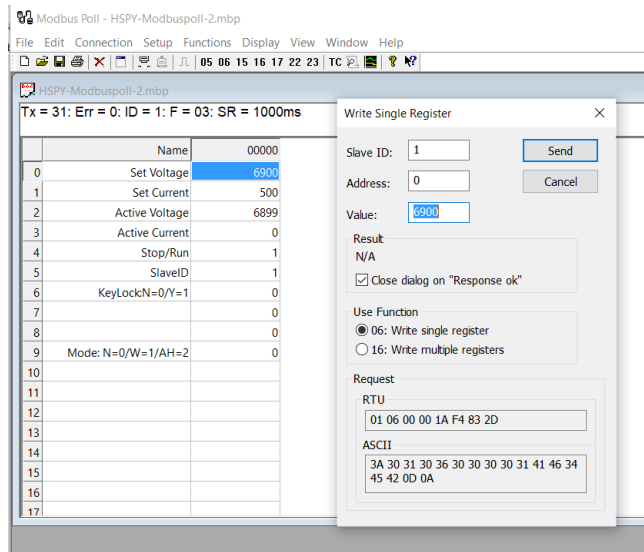 Modbus Poll - HSPY-Modbuspoll-2.mbp
File Edit Connection Setup Functions Display View Window Help
05 06 15 16 17 22 23 TC
HSPY-Modbuspoll-2.mbp
Tx = 31: Err = 0: ID = 1: F = 03: SR = 1000ms
Name 00000
0 Set Voltage 6900
1 Set Current 500
2 Active Voltage 6899
3 Active Current 0
4 Stop/Run 1
5 SlaveID 1
6 KeyLock:N=0/Y=1 0
7 0
8 0
9 Mode: N=0/W=1/AH=2 0
10
11
12
13
14
15
16
17
Write Single Register
Slave ID: 1 Send
Address: 0 Cancel
Value: 6900
Result
N/A
Close dialog on "Response ok"
Use Function
06: Write single register
16: Write multiple registers
Request
RTU
01 06 00 00 1A F4 83 2D
ASCII
3A 30 31 30 36 30 30 30 30 31 41 46 34
45 42 0D 0A